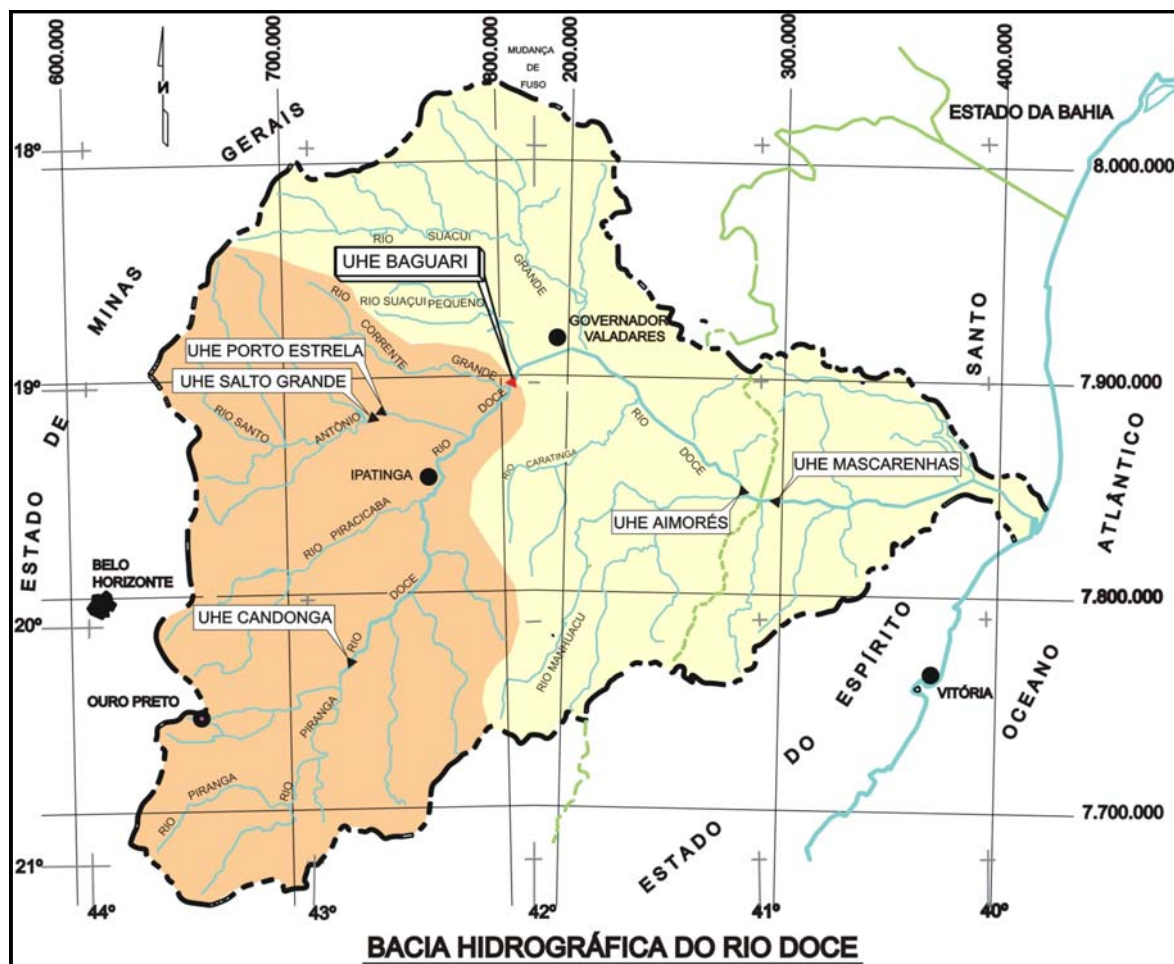 600.000
700.000
800.000
MUDANÇA
DE
FUSO
200.000
300.000
400.000
N
ESTADO DA BAHIA
18º
8.000.000
ESTADO DE MINAS GERAIS
RIO SUAÇUI GRANDE
UHE BAGUARI
RIO SUAÇUI PEQUENO
GOVERNADOR
VALADARES
RIO CORRENTE GRANDE
UHE PORTO ESTRELA
UHE SALTO GRANDE
19º
7.900.000
RIO SANTO ANTÔNIO
RIO DOCE
IPATINGA
RIO CARATINGA
RIO DOCE
UHE MASCARENHAS
UHE AIMORÉS
RIO PIRACICABA
BELO
HORIZONTE
RIO DOCE
UHE CANDONGA
20º
7.800.000
RIO MANHUACU
OURO PRETO
RIO PIRANGA
VITÓRIA
RIO PIRANGA
ESTADO DO ESPÍRITO SANTO
OCEANO ATLÂNTICO
7.700.000
21º
44º
43º
42º
41º
40º
BACIA HIDROGRÁFICA DO RIO DOCE